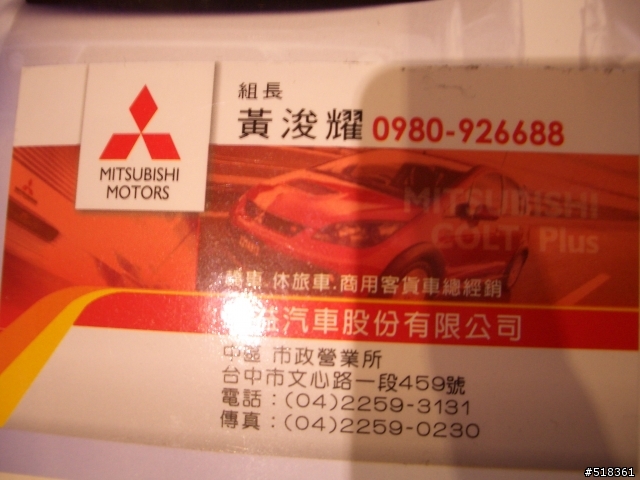 組長
黃浚耀 0980-926688
MITSUBISHI
MOTORS
MITSUBISHI
COLT Plus
轎車.休旅車.商用客貨車總經銷
汽車股份有限公司
中區 市政營業所
台中市文心路一段459號
電話：(04)2259-3131
傳真：(04)2259-0230
#518361